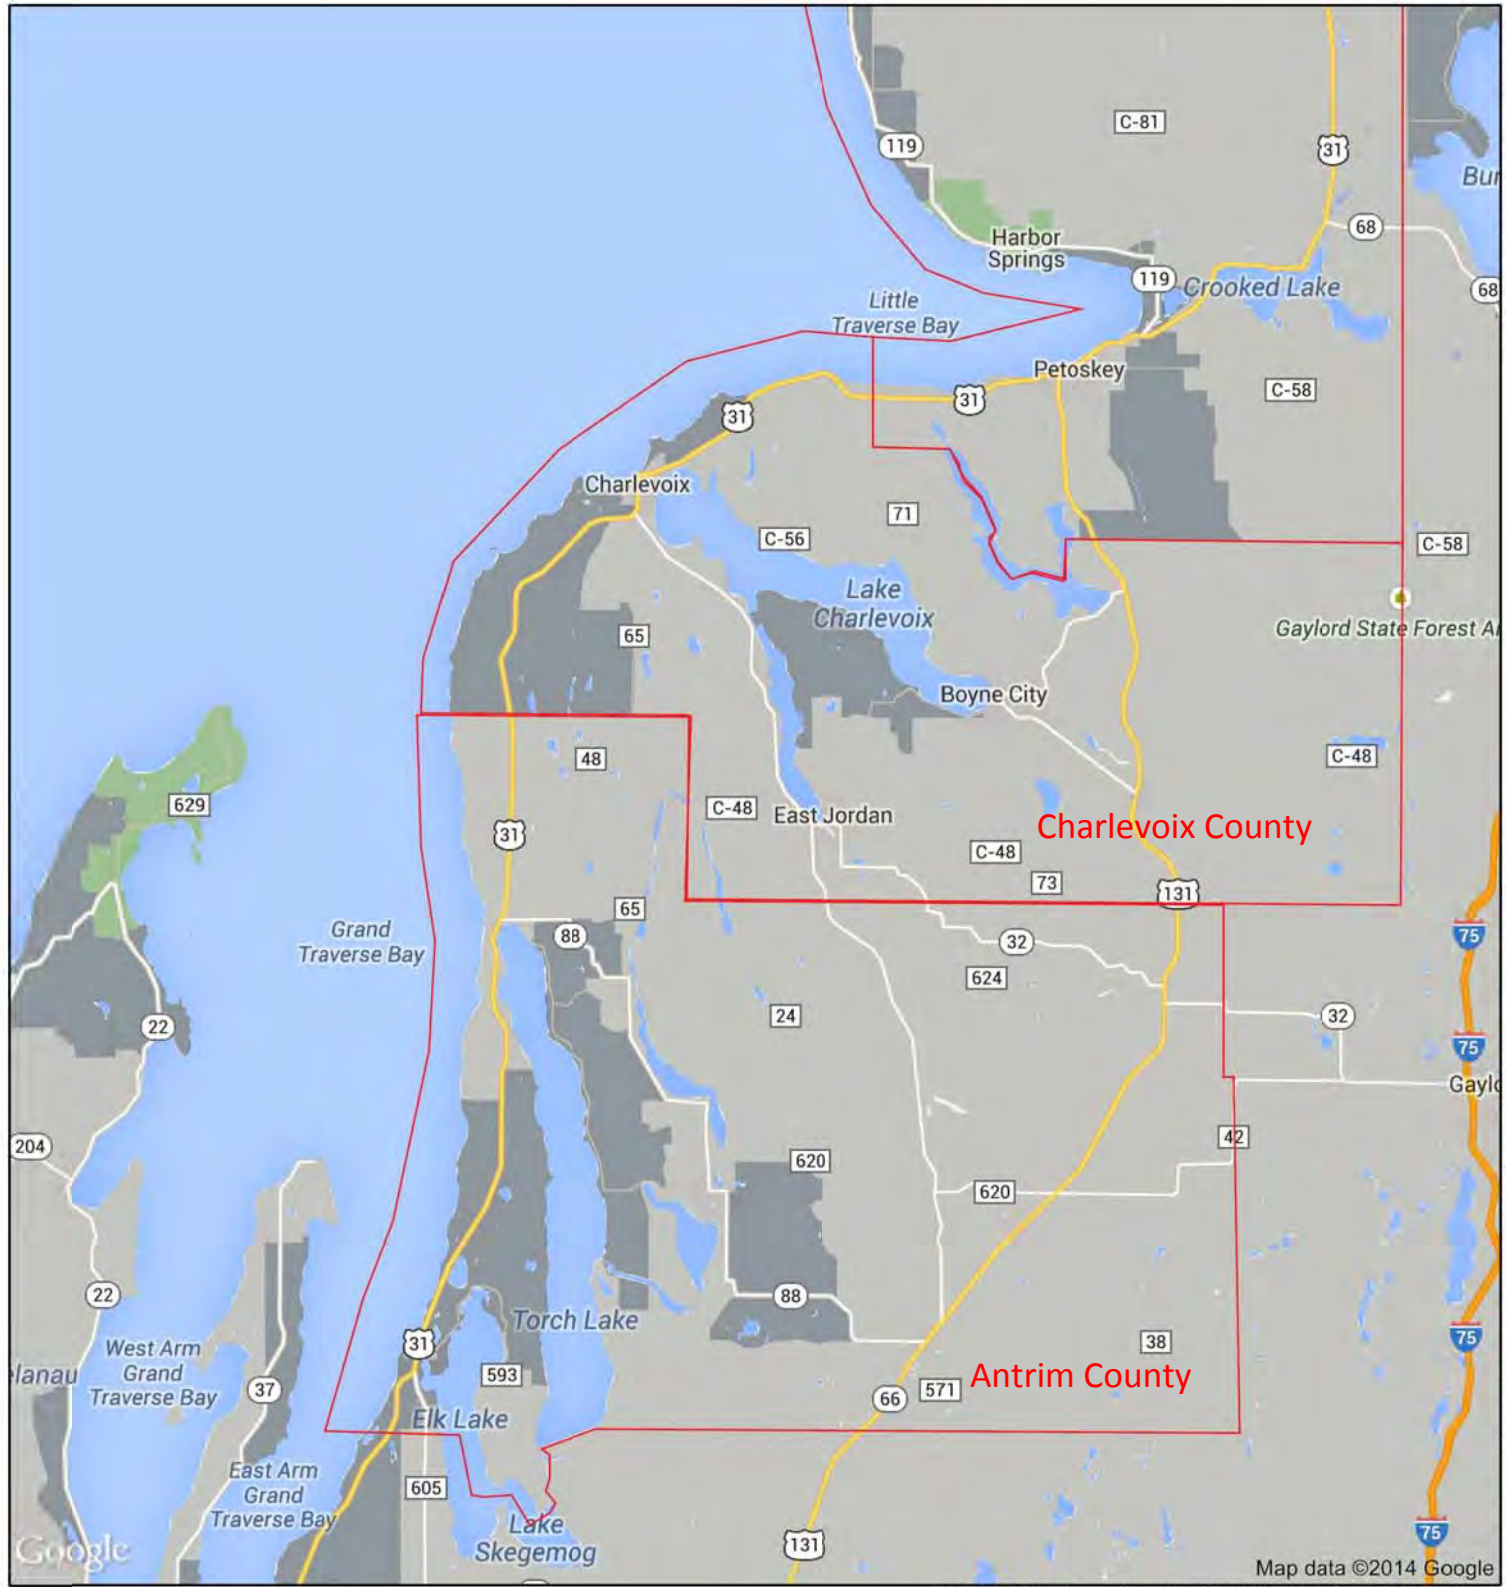 C-81
119
31
Bur
68
Harbor
Springs
119
Crooked Lake
68
Little
Traverse Bay
Petoskey
31
C-58
31
Charlevoix
71
C-56
C-58
Lake
Charlevoix
65
Gaylord State Forest Ar
Boyne City
48
C-48
629
C-48
East Jordan
31
Charlevoix County
C-48
73
131
65
Grand
Traverse Bay
88
32
75
624
22
24
32
75
Gaylo
204
42
620
620
22
88
Torch Lake
31
38
75
West Arm
Grand
Traverse Bay
elanau
593
37
Antrim County
571
66
Elk Lake
East Arm
Grand
Traverse Bay
605
Lake
Skegemog
75
131
Google
Map data ©2014 Google